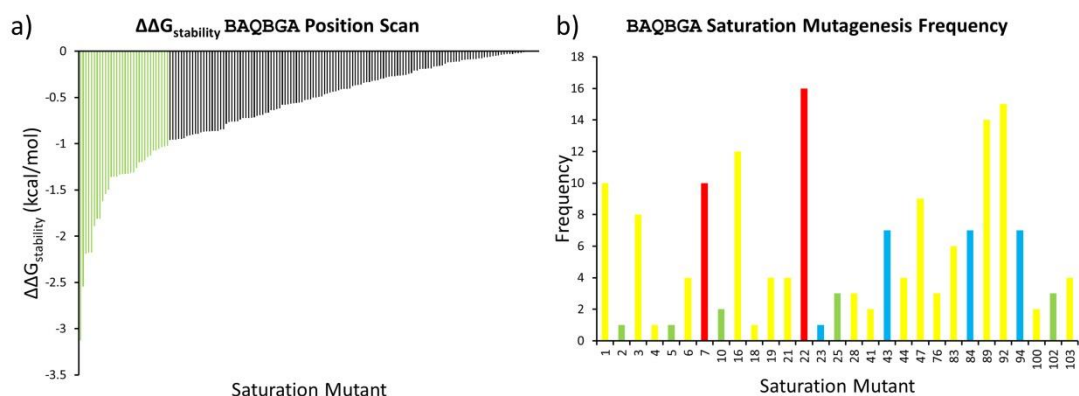 a)
ΔΔGstability BAQBGA Position Scan
0
-0.5
-1
-1.5
-2
-2.5
-3
-3.5
ΔΔGstability (kcal/mol)
Saturation Mutant
b)
BAQBGA Saturation Mutagenesis Frequency
18
16
14
12
10
8
6
4
2
0
Frequency
1 2 3 4 5 6 7 10 16 18 19 21 22 23 25 28 41 43 44 47 76 83 84 89 92 94 100 102 103
Saturation Mutant